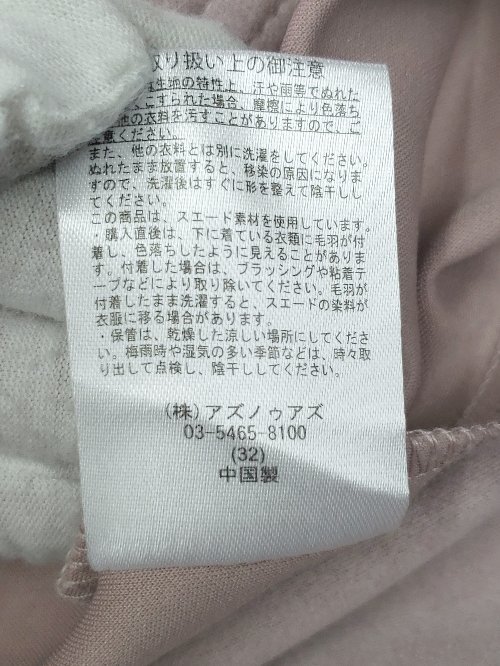 取り扱い上の御注意
は生地の特性上、汗や雨等でぬれた
こすられた場合、摩擦により色落ち
他の衣料を汚すことがありますので、ご
意ください。
また、他の衣料とは別に洗濯をしてください。
ぬれたまま放置すると、移染の原因になりま
すので、洗濯後はすぐに形を整えて陰干しし
てください。
この商品は、スエード素材を使用しています。
・購入直後は、下に着ている衣類に毛羽が付
着し、色落ちしたように見えることがありま
す。付着した場合は、ブラッシングや粘着テ
ープなどにより取り除いてください。毛羽が
付着したまま洗濯すると、スエードの染料が
衣服に移る場合があります。
・保管は、乾燥した涼しい場所にしてくださ
い。梅雨時や湿気の多い季節などは、時々取
り出して点検し、陰干ししてください。
(株)アズノゥアズ
03-5465-8100
(32)
中国製